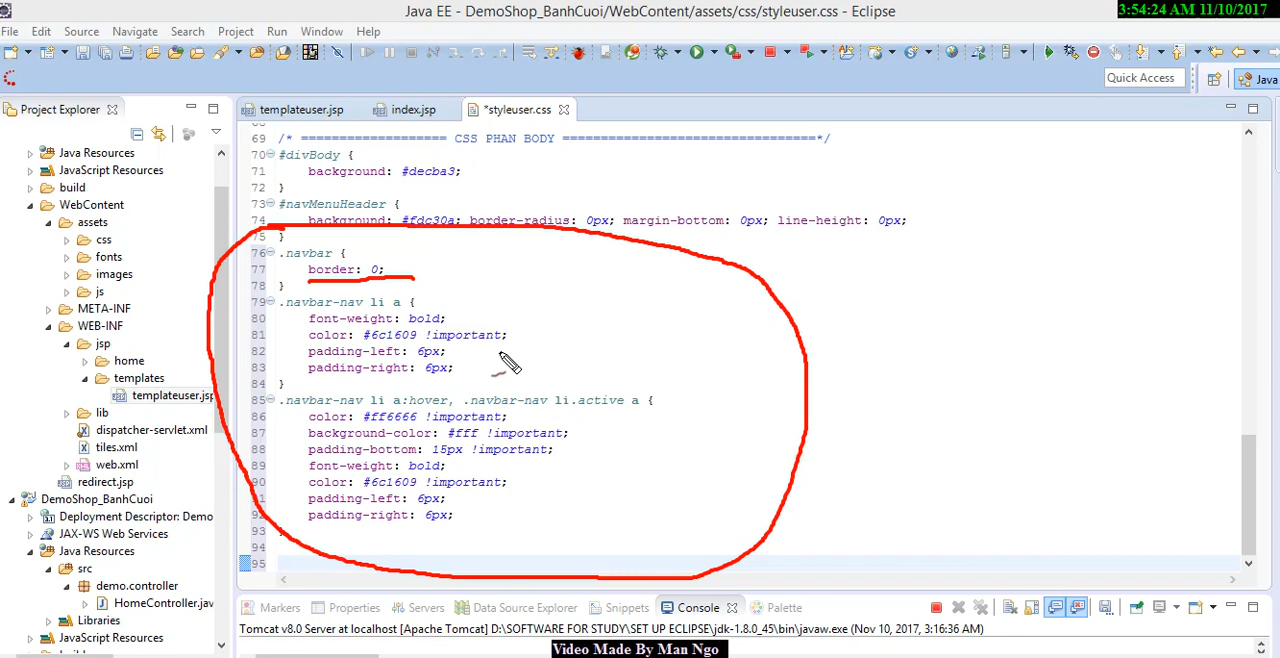 Java EE - DemoShop_BanhCuoi/WebContent/assets/css/styleuser.css - Eclipse
3:54:24 AM 11/10/2017
File Edit Source Navigate Search Project Run Window Help
Quick Access
Java
Project Explorer
templateuser.jsp
index.jsp
*styleuser.css
Java Resources
JavaScript Resources
build
WebContent
assets
css
fonts
images
js
META-INF
WEB-INF
jsp
home
templates
templateuser.jsp
lib
dispatcher-servlet.xml
tiles.xml
web.xml
redirect.jsp
DemoShop_BanhCuoi
Deployment Descriptor: Demo
JAX-WS Web Services
Java Resources
src
demo.controller
HomeController.jav
Libraries
JavaScript Resources
69 /* =================== CSS PHAN BODY =================================*/
70 #divBody {
71 background: #decba3;
72 }
73 #navMenuHeader {
74 background: #fdc30a; border-radius: 0px; margin-bottom: 0px; line-height: 0px;
75 }
76 .navbar {
77 border: 0;
78 }
79 .navbar-nav li a {
80 font-weight: bold;
81 color: #6c1609 !important;
82 padding-left: 6px;
83 padding-right: 6px;
84 }
85 .navbar-nav li a:hover, .navbar-nav li.active a {
86 color: #ff6666 !important;
87 background-color: #fff !important;
88 padding-bottom: 15px !important;
89 font-weight: bold;
90 color: #6c1609 !important;
91 padding-left: 6px;
92 padding-right: 6px;
93 }
94
95
Markers Properties Servers Data Source Explorer Snippets Console Palette
Tomcat v8.0 Server at localhost [Apache Tomcat] D:\SOFTWARE FOR STUDY\SET UP ECLIPSE\jdk-1.8.0_45\bin\javaw.exe (Nov 10, 2017, 3:16:36 AM)
Video Made By Man Ngo